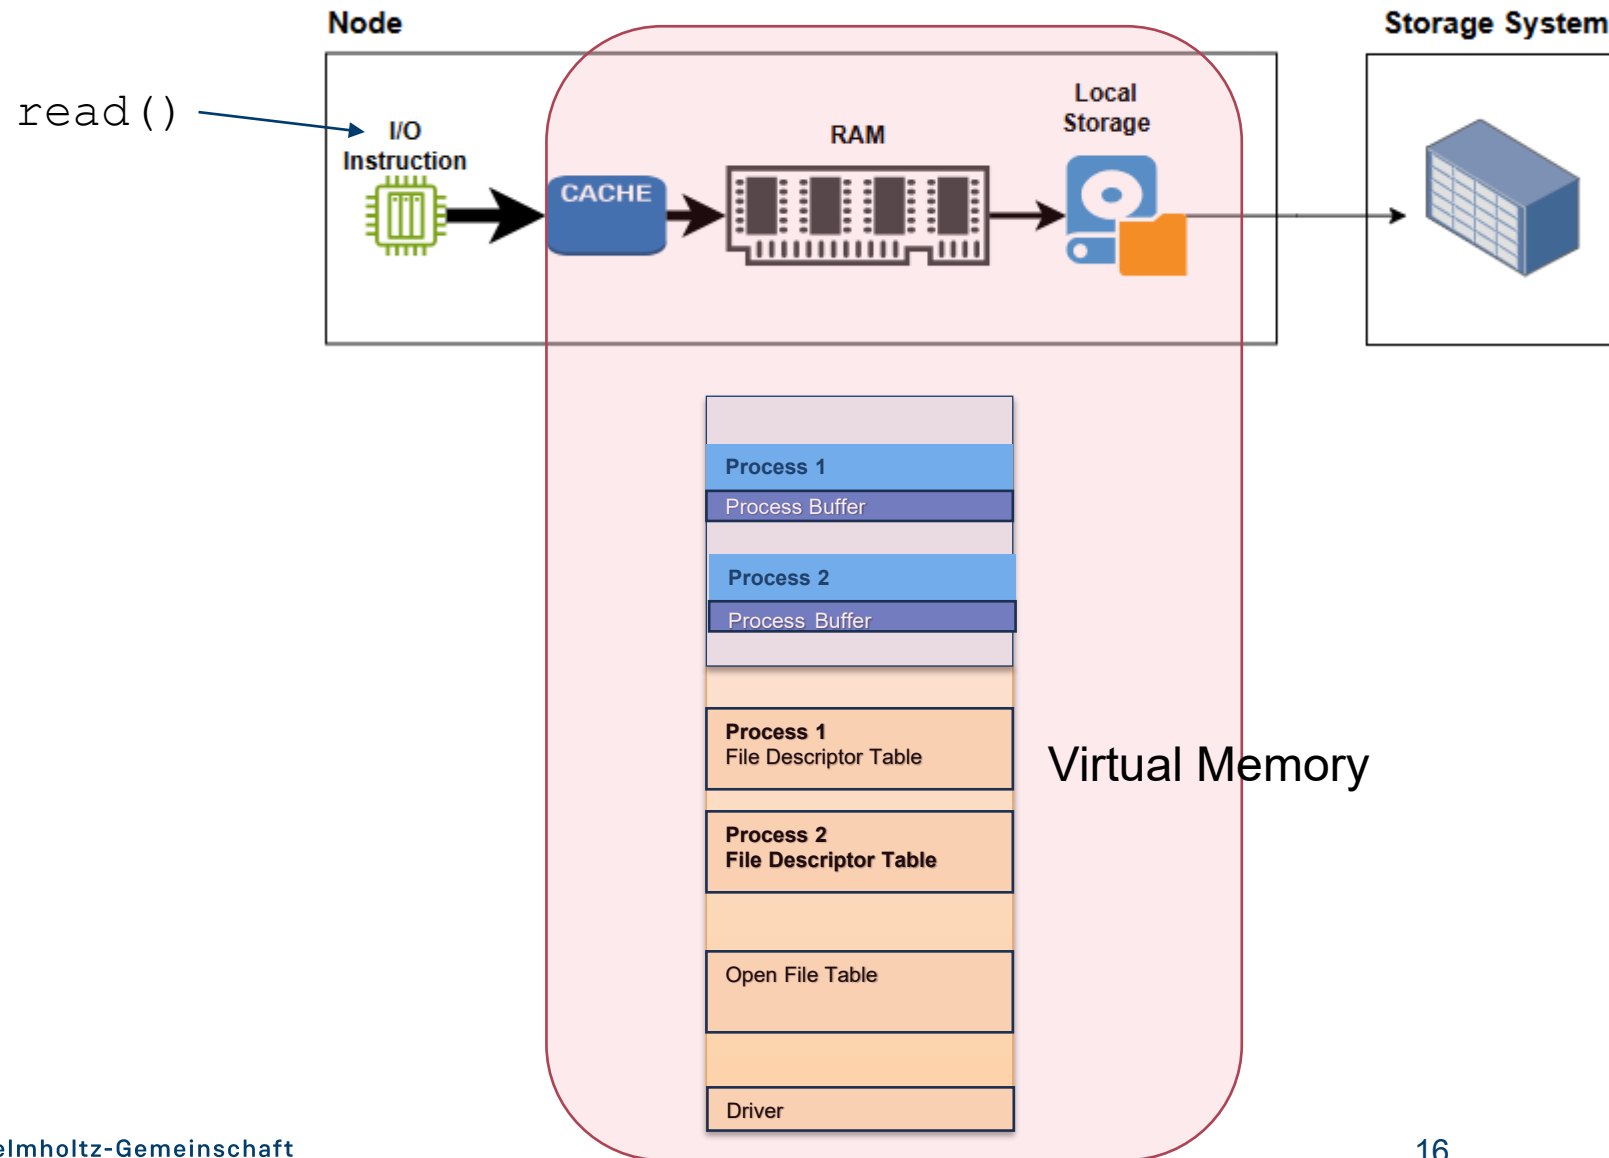 Node
Storage System
read()
I/O
Instruction
CACHE
RAM
Local
Storage
Process 1
Process Buffer
Process 2
Process Buffer
Process 1
File Descriptor Table
Virtual Memory
Process 2
File Descriptor Table
Open File Table
Driver
elmholtz-Gemeinschaft
16